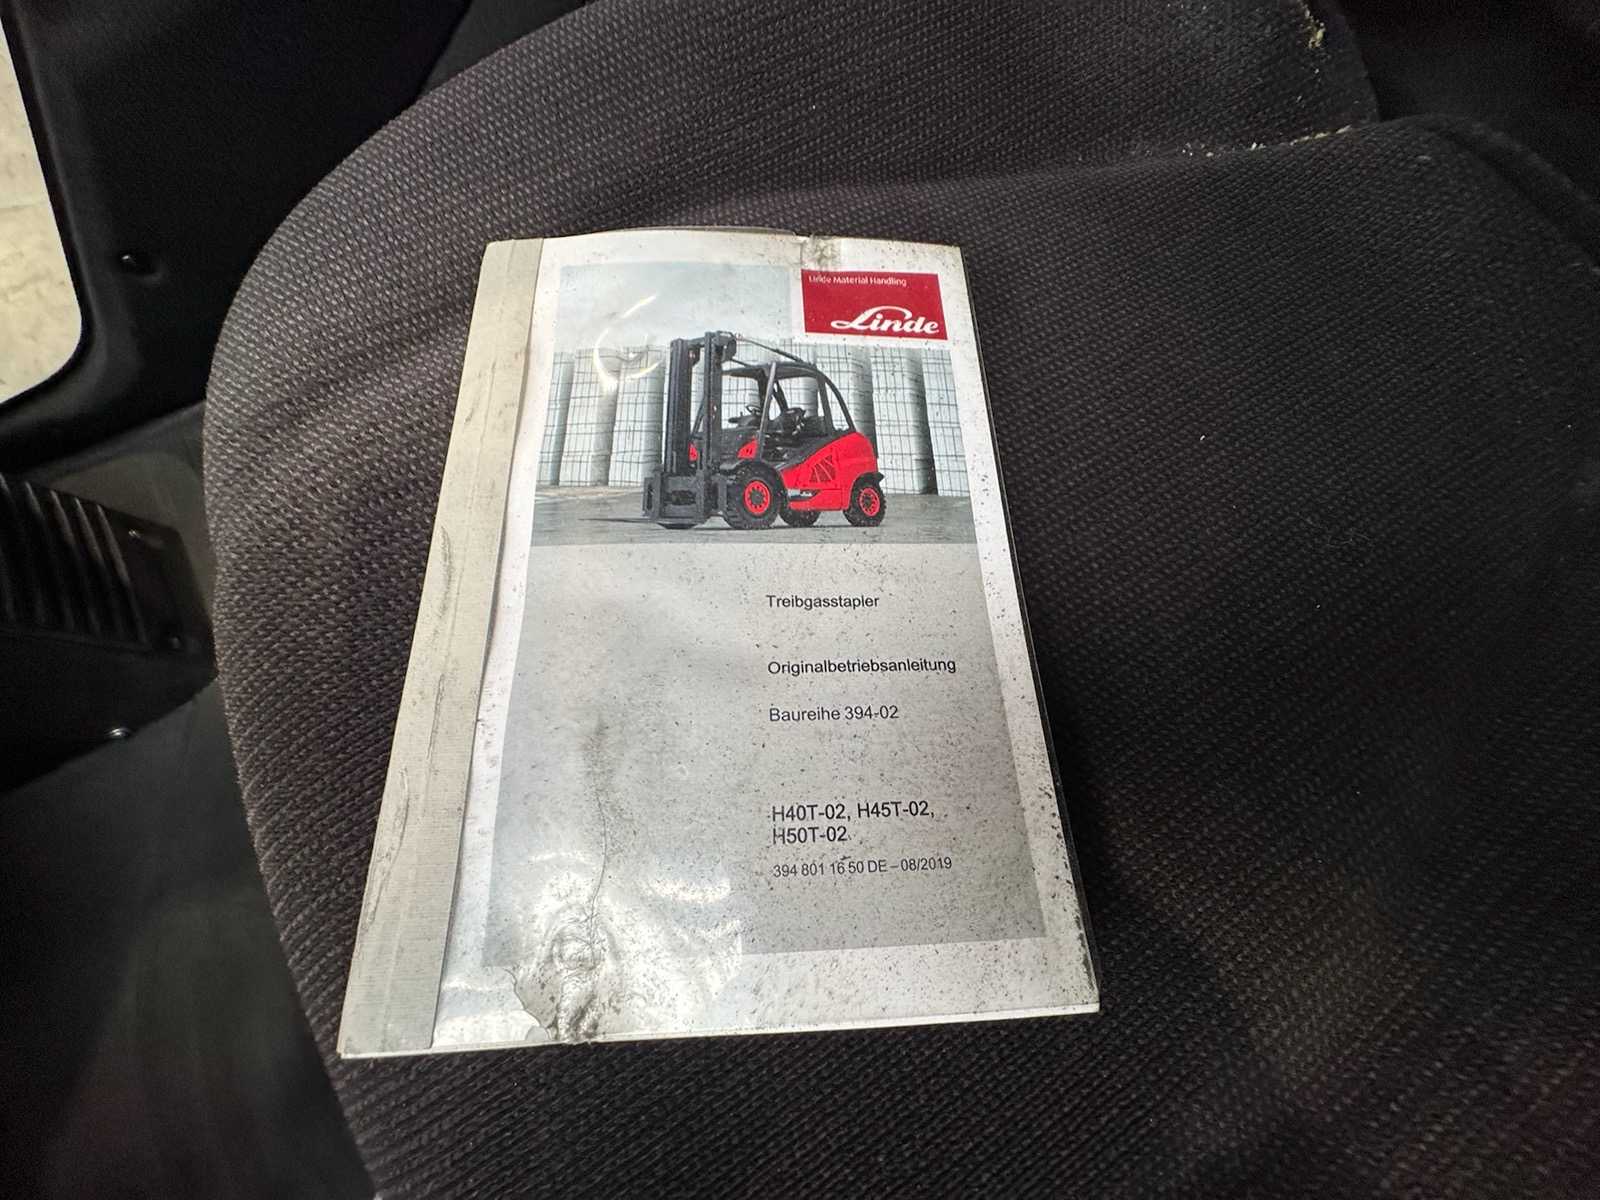 Linde Material Handling
Linde
Treibgasstapler
Originalbetriebsanleitung
Baureihe 394-02
H40T-02, H45T-02,
H50T-02
394 801 16 50 DE – 08/2019